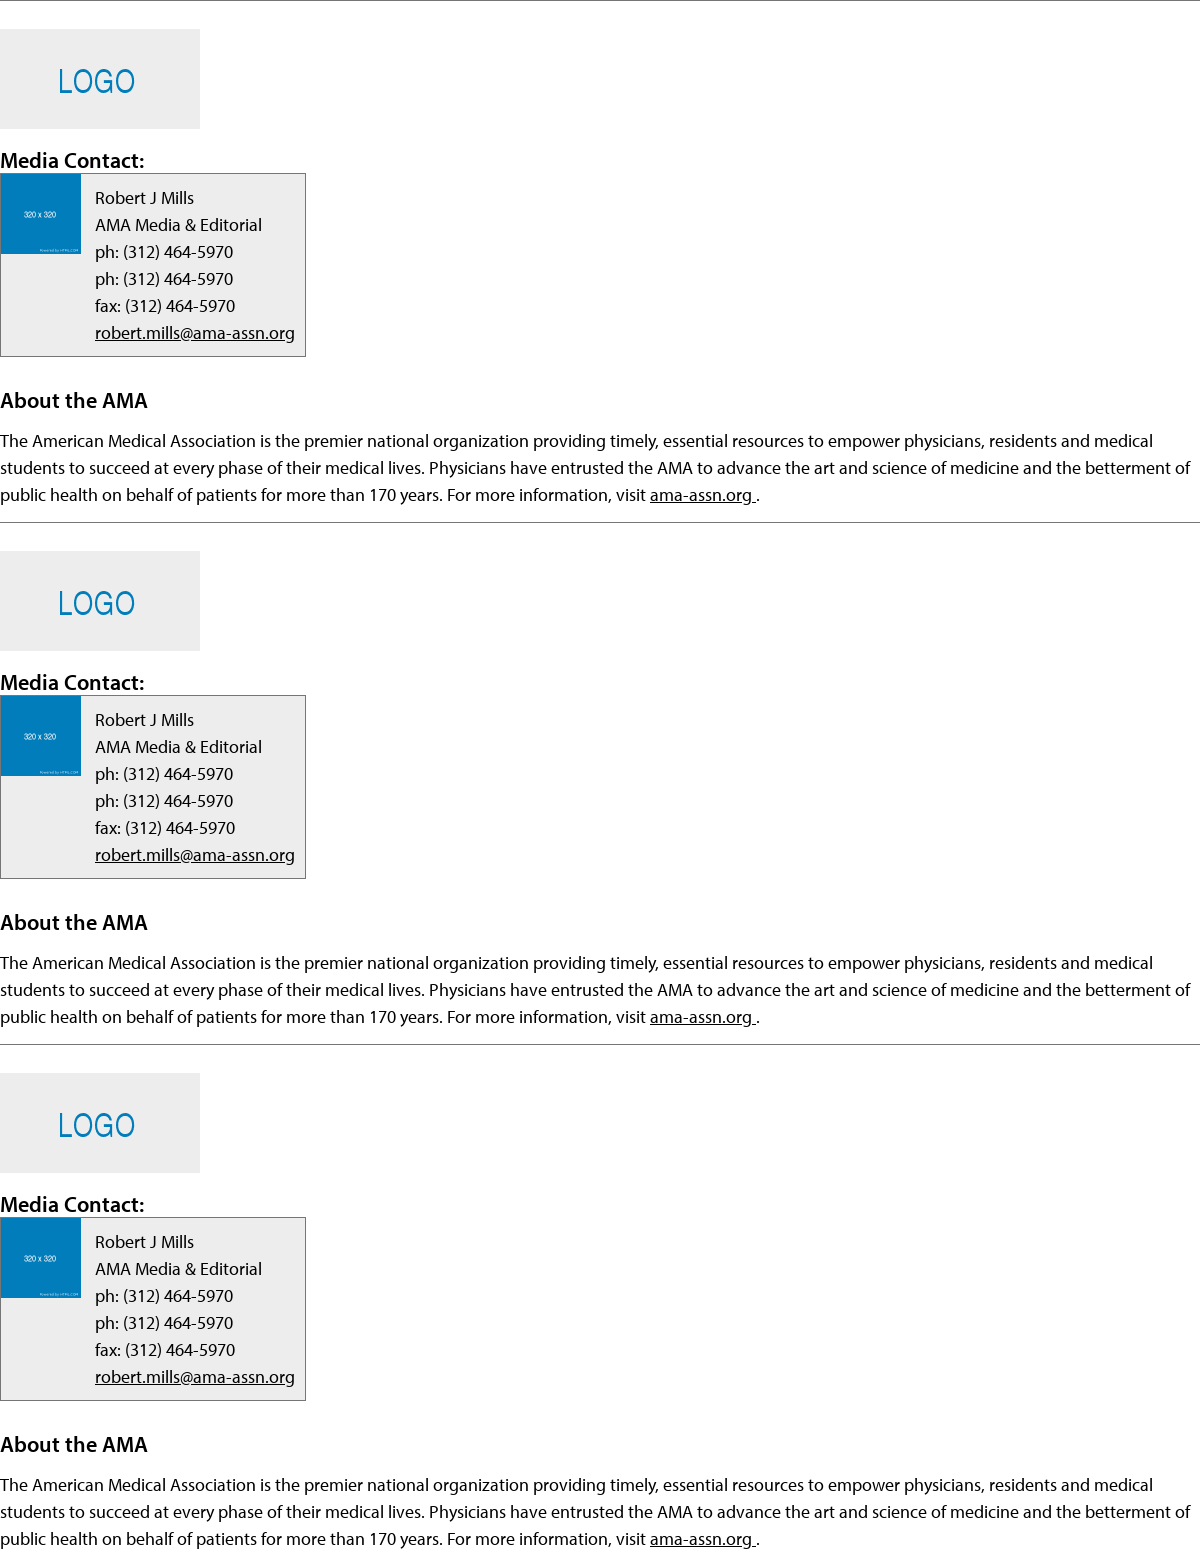 LOGO
Media Contact:
320 x 320
Robert J Mills
AMA Media & Editorial
ph: (312) 464-5970
ph: (312) 464-5970
fax: (312) 464-5970
robert.mills@ama-assn.org
About the AMA
The American Medical Association is the premier national organization providing timely, essential resources to empower physicians, residents and medical
students to succeed at every phase of their medical lives. Physicians have entrusted the AMA to advance the art and science of medicine and the betterment of
public health on behalf of patients for more than 170 years. For more information, visit ama-assn.org .
LOGO
Media Contact:
320 x 320
Robert J Mills
AMA Media & Editorial
ph: (312) 464-5970
ph: (312) 464-5970
fax: (312) 464-5970
robert.mills@ama-assn.org
About the AMA
The American Medical Association is the premier national organization providing timely, essential resources to empower physicians, residents and medical
students to succeed at every phase of their medical lives. Physicians have entrusted the AMA to advance the art and science of medicine and the betterment of
public health on behalf of patients for more than 170 years. For more information, visit ama-assn.org .
LOGO
Media Contact:
320 x 320
Robert J Mills
AMA Media & Editorial
ph: (312) 464-5970
ph: (312) 464-5970
fax: (312) 464-5970
robert.mills@ama-assn.org
About the AMA
The American Medical Association is the premier national organization providing timely, essential resources to empower physicians, residents and medical
students to succeed at every phase of their medical lives. Physicians have entrusted the AMA to advance the art and science of medicine and the betterment of
public health on behalf of patients for more than 170 years. For more information, visit ama-assn.org .